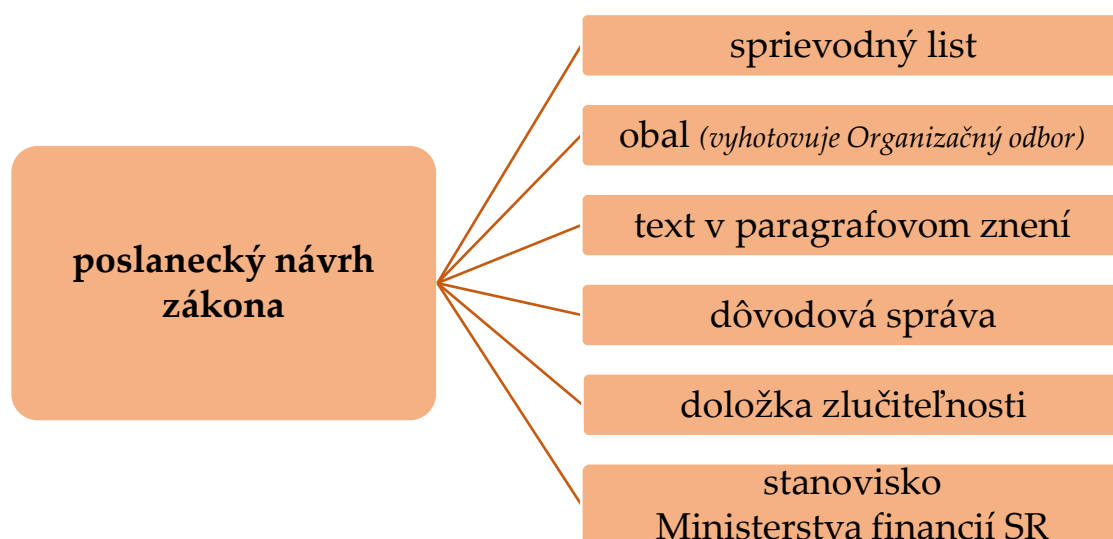 sprievodný list
obal (vyhotovuje Organizačný odbor)
text v paragrafovom znení
poslanecký návrh
zákona
dôvodová správa
doložka zlučiteľnosti
stanovisko
Ministerstva financií SR